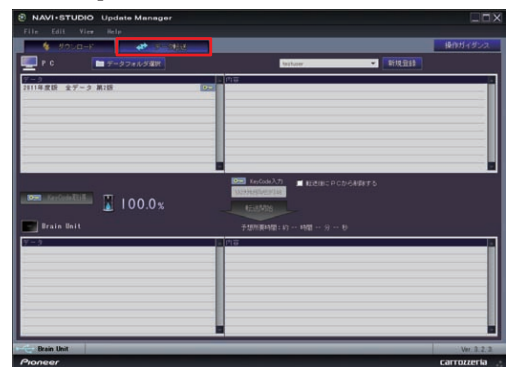 NAVI•STUDIO Update Manager
File Edit View Help
ダウンロード
操作ガイダンス
PC データフォルダ選択 testuser 新規登録
データ 内容
2011年度版 全データ 第2版
KeyCode入力 転送後にPCから削除する
転送開始
100.0%
Brain Unit 予想所要時間:約 -- 時間 -- 分 -- 秒
データ 内容
Brain Unit Ver 3.2.3
Pioneer carrozzeria